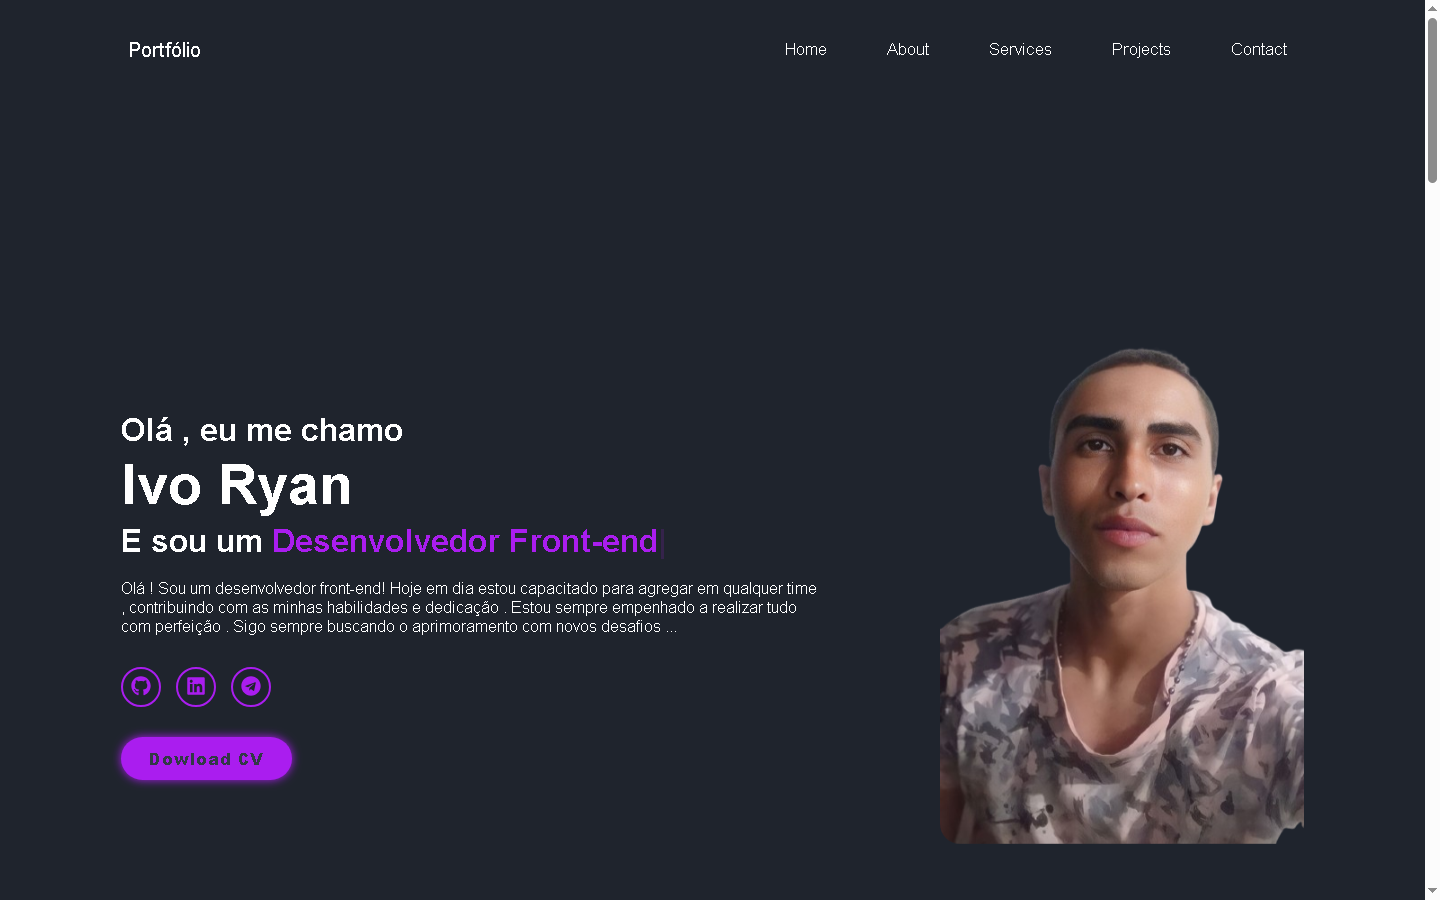 Portfólio
Home
About
Services
Projects
Contact
Olá , eu me chamo
Ivo Ryan
E sou um Desenvolvedor Front-end|
Olá ! Sou um desenvolvedor front-end! Hoje em dia estou capacitado para agregar em qualquer time
, contribuindo com as minhas habilidades e dedicação . Estou sempre empenhado a realizar tudo
com perfeição . Sigo sempre buscando o aprimoramento com novos desafios ...
Dowload CV